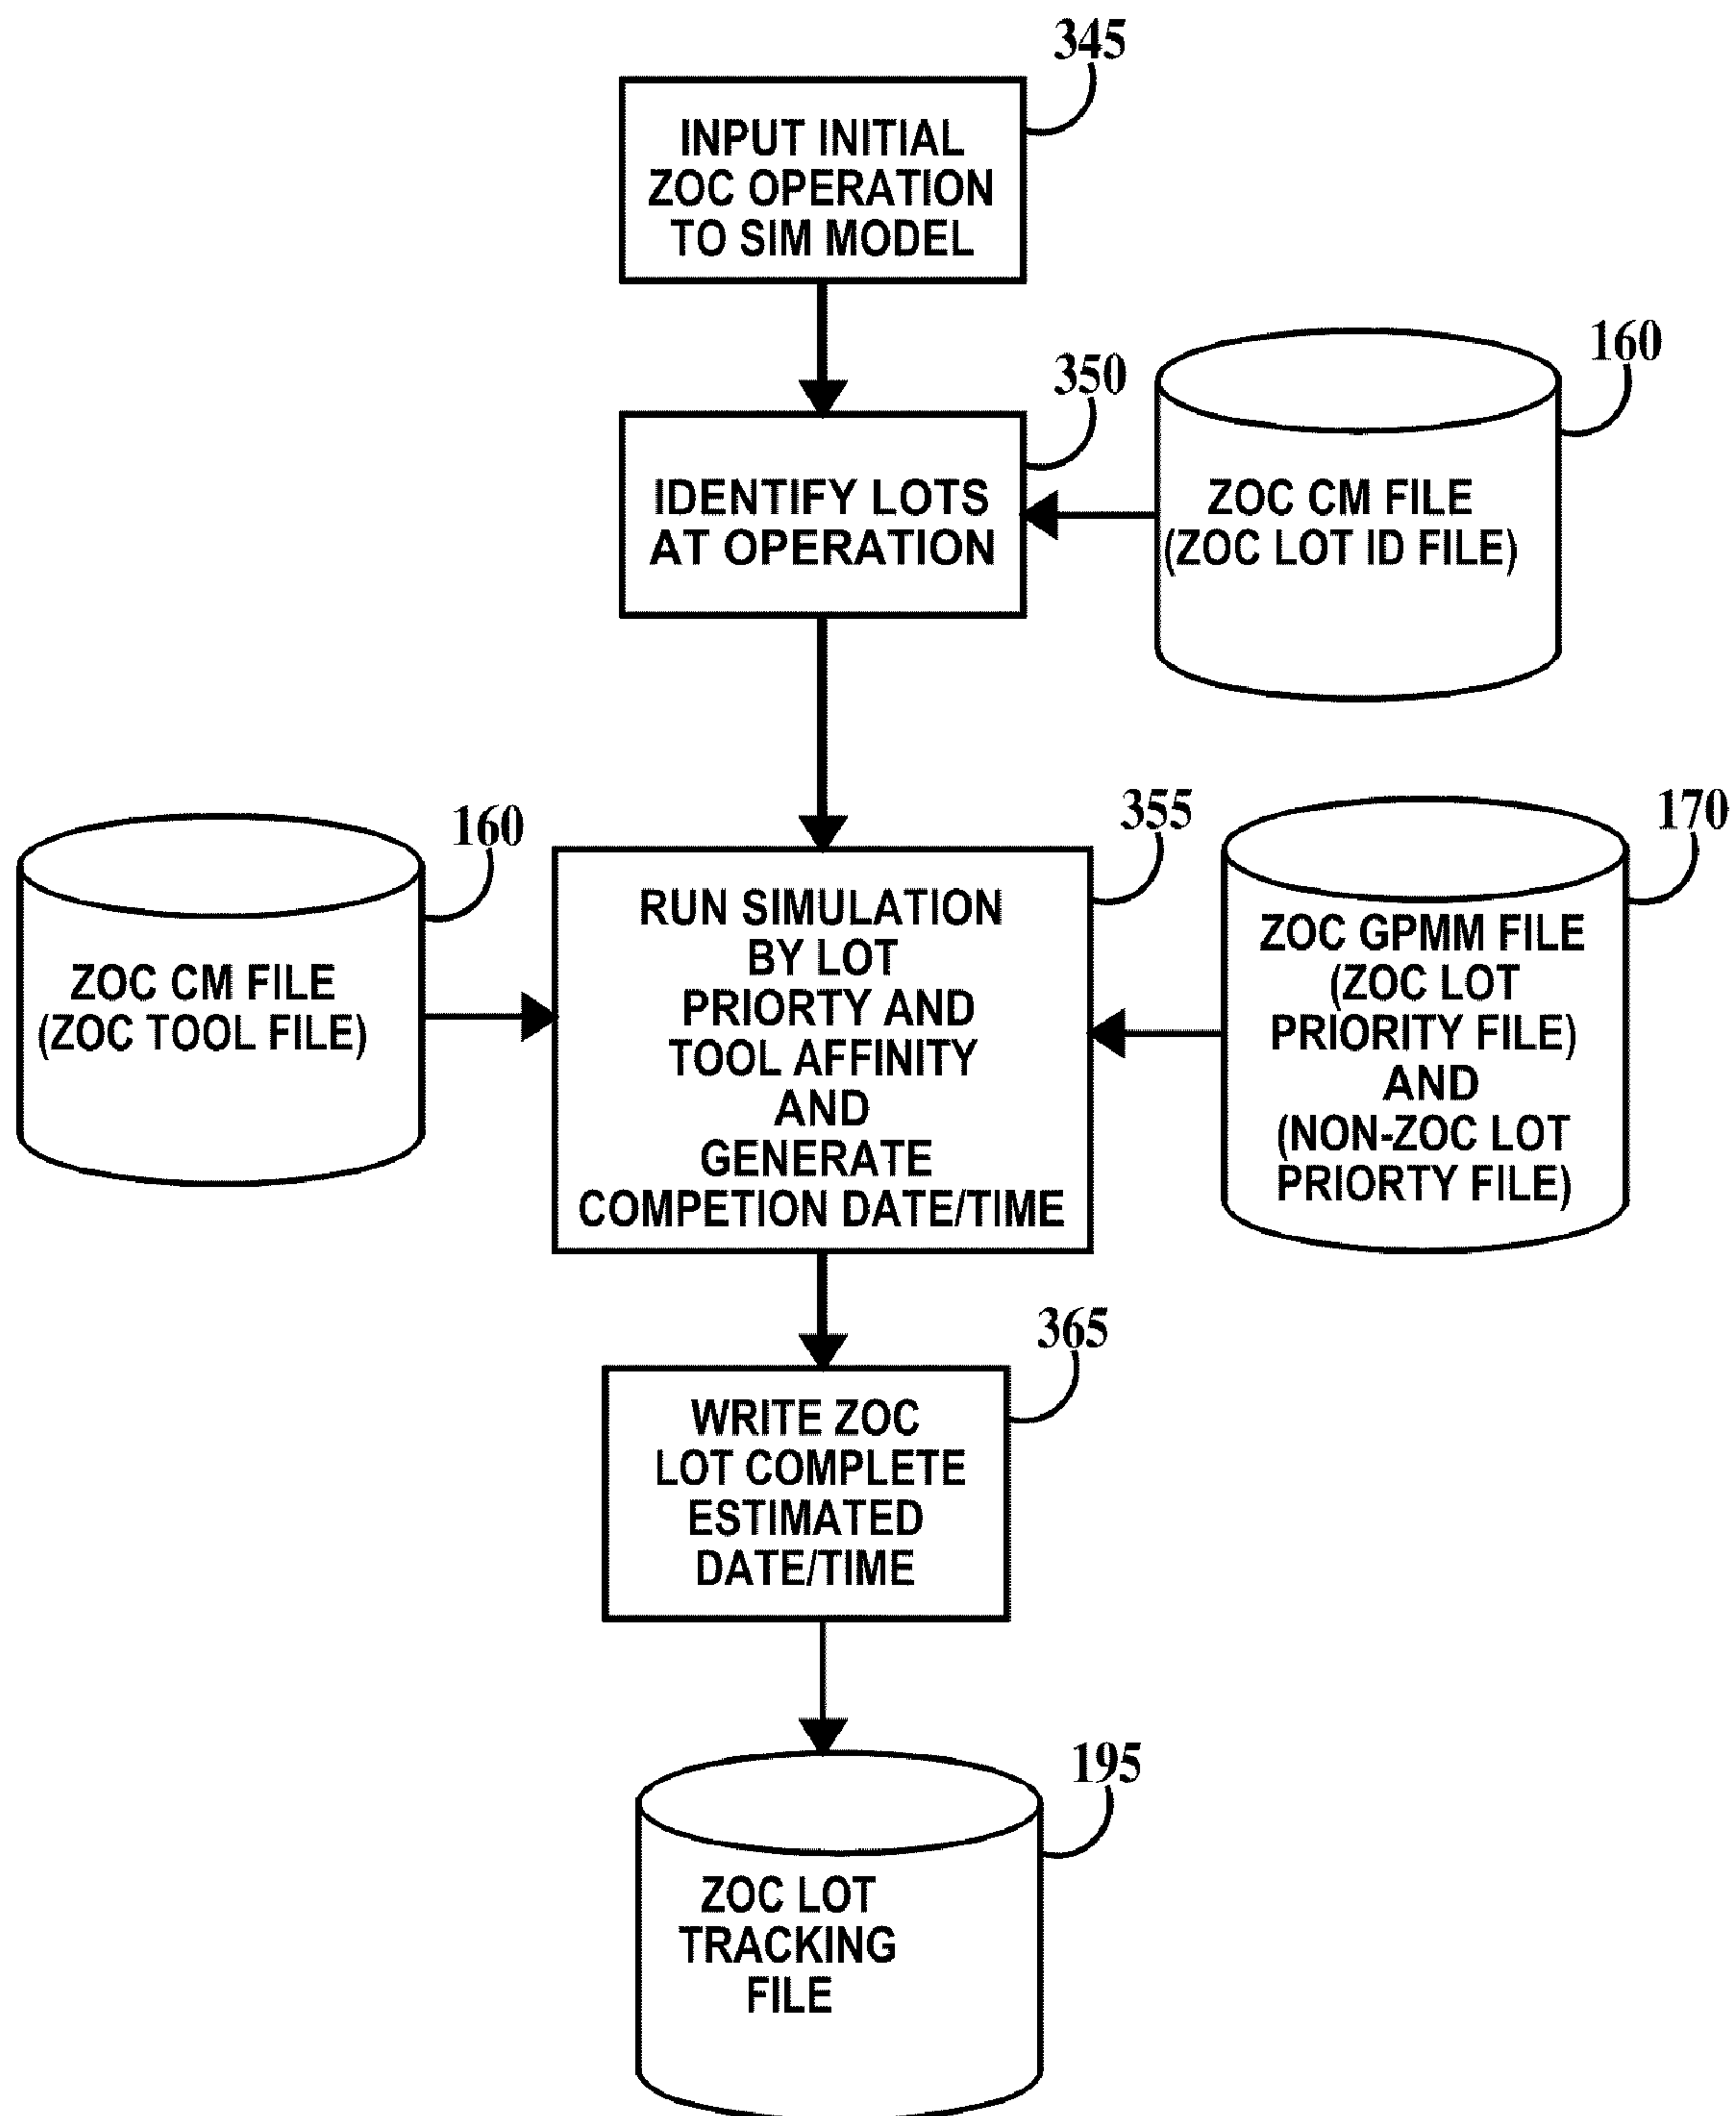 345
INPUT INITIAL
ZOC OPERATION
TO SIM MODEL
350
IDENTIFY LOTS
AT OPERATION
160
ZOC CM FILE
(ZOC LOT ID FILE)
160
ZOC CM FILE
(ZOC TOOL FILE)
355
RUN SIMULATION
BY LOT
PRIORTY AND
TOOL AFFINITY
AND
GENERATE
COMPETION DATE/TIME
170
ZOC GPMM FILE
(ZOC LOT
PRIORITY FILE)
AND
(NON-ZOC LOT
PRIORTY FILE)
365
WRITE ZOC
LOT COMPLETE
ESTIMATED
DATE/TIME
195
ZOC LOT
TRACKING
FILE